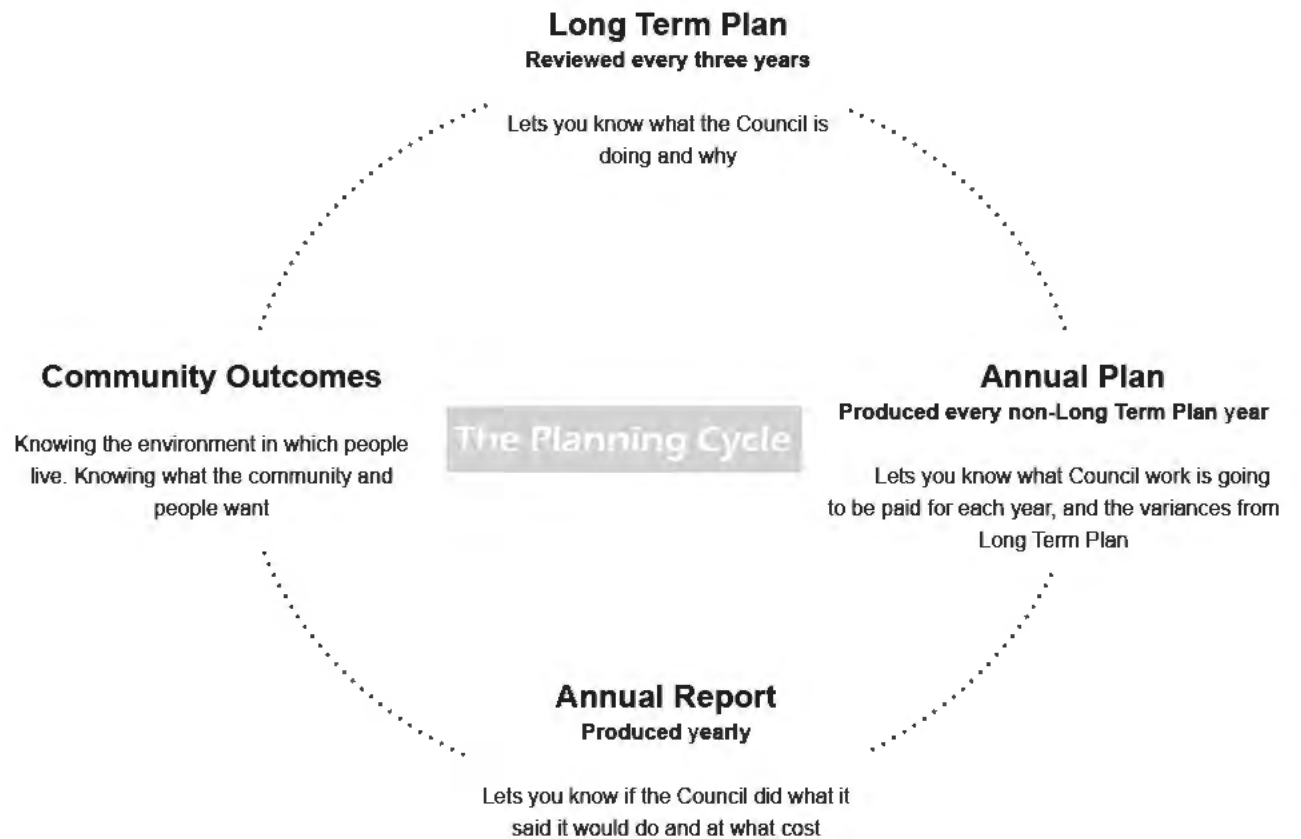 Long Term Plan
Reviewed every three years
Lets you know what the Council is
doing and why
Community Outcomes
Knowing the environment in which people
live. Knowing what the community and
people want
The Planning Cycle
Annual Plan
Produced every non-Long Term Plan year
Lets you know what Council work is going
to be paid for each year, and the variances from
Long Term Plan
Annual Report
Produced yearly
Lets you know if the Council did what it
said it would do and at what cost